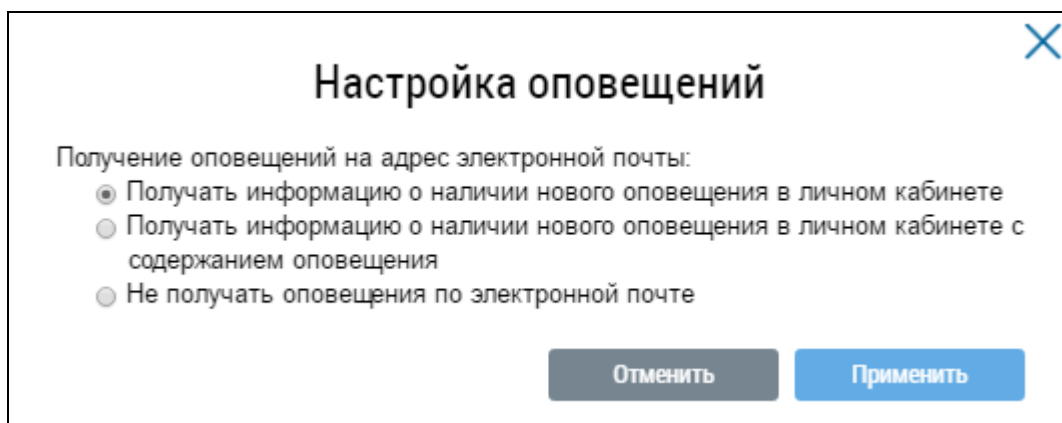 Настройка оповещений
Получение оповещений на адрес электронной почты:
Получать информацию о наличии нового оповещения в личном кабинете
Получать информацию о наличии нового оповещения в личном кабинете с
содержанием оповещения
Не получать оповещения по электронной почте
Отменить
Применить